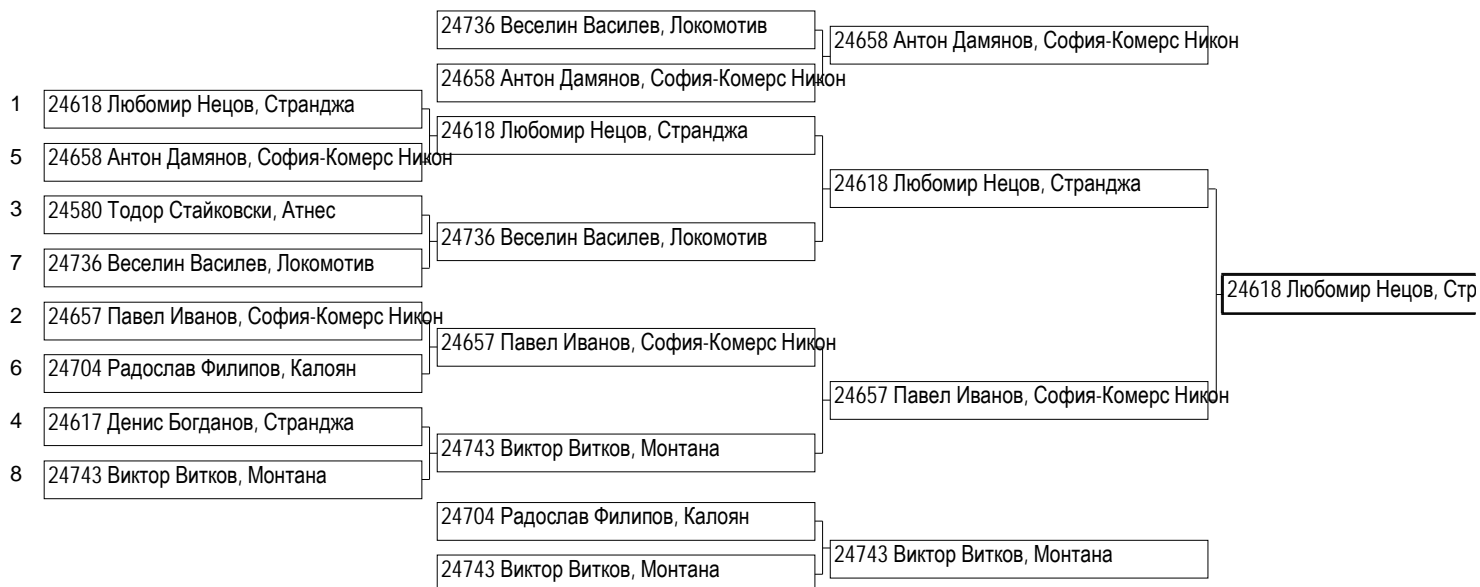 24736 Веселин Василев, Локомотив
24658 Антон Дамянов, София-Комерс Никон
24658 Антон Дамянов, София-Комерс Никон
1 24618 Любомир Нецов, Странджа
24618 Любомир Нецов, Странджа
5 24658 Антон Дамянов, София-Комерс Никон
24618 Любомир Нецов, Странджа
3 24580 Тодор Стайковски, Атнес
24736 Веселин Василев, Локомотив
7 24736 Веселин Василев, Локомотив
24618 Любомир Нецов, Стр
2 24657 Павел Иванов, София-Комерс Никон
24657 Павел Иванов, София-Комерс Никон
6 24704 Радослав Филипов, Калоян
24657 Павел Иванов, София-Комерс Никон
4 24617 Денис Богданов, Странджа
24743 Виктор Витков, Монтана
8 24743 Виктор Витков, Монтана
24704 Радослав Филипов, Калоян
24743 Виктор Витков, Монтана
24743 Виктор Витков, Монтана